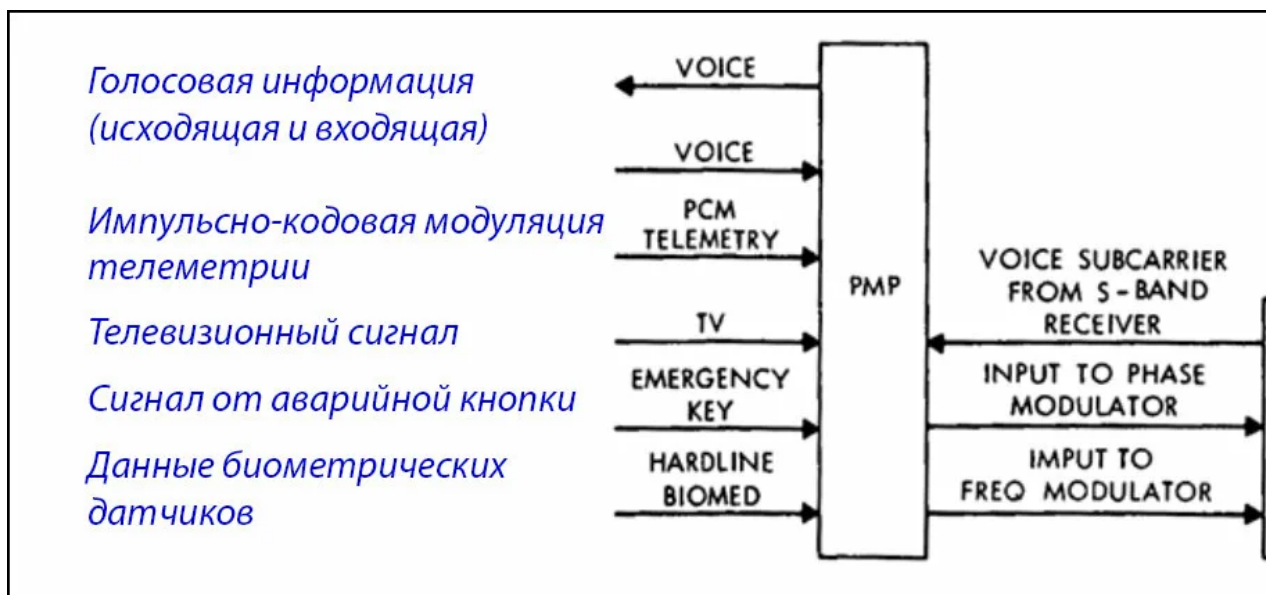 Голосовая информация
(исходящая и входящая)
Импульсно-кодовая модуляция
телеметрии
Телевизионный сигнал
Сигнал от аварийной кнопки
Данные биометрических
датчиков
VOICE
VOICE
PCM
TELEMETRY
TV
EMERGENCY
KEY
HARDLINE
BIOMED
PMP
VOICE SUBCARRIER
FROM S-BAND
RECEIVER
INPUT TO PHASE
MODULATOR
IMPUT TO
FREQ MODULATOR